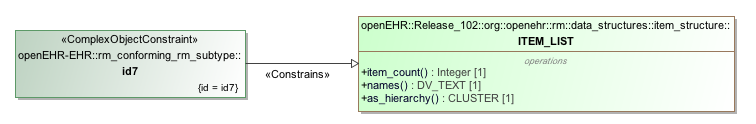 «ComplexObjectConstraint»
openEHR-EHR::rm_conforming_rm_subtype::
id7
{id = id7}
«Constrains»
openEHR::Release_102::org::openehr::rm::data_structures::item_structure::
ITEM_LIST
operations
+item_count() : Integer [1]
+names() : DV_TEXT [1]
+as_hierarchy() : CLUSTER [1]